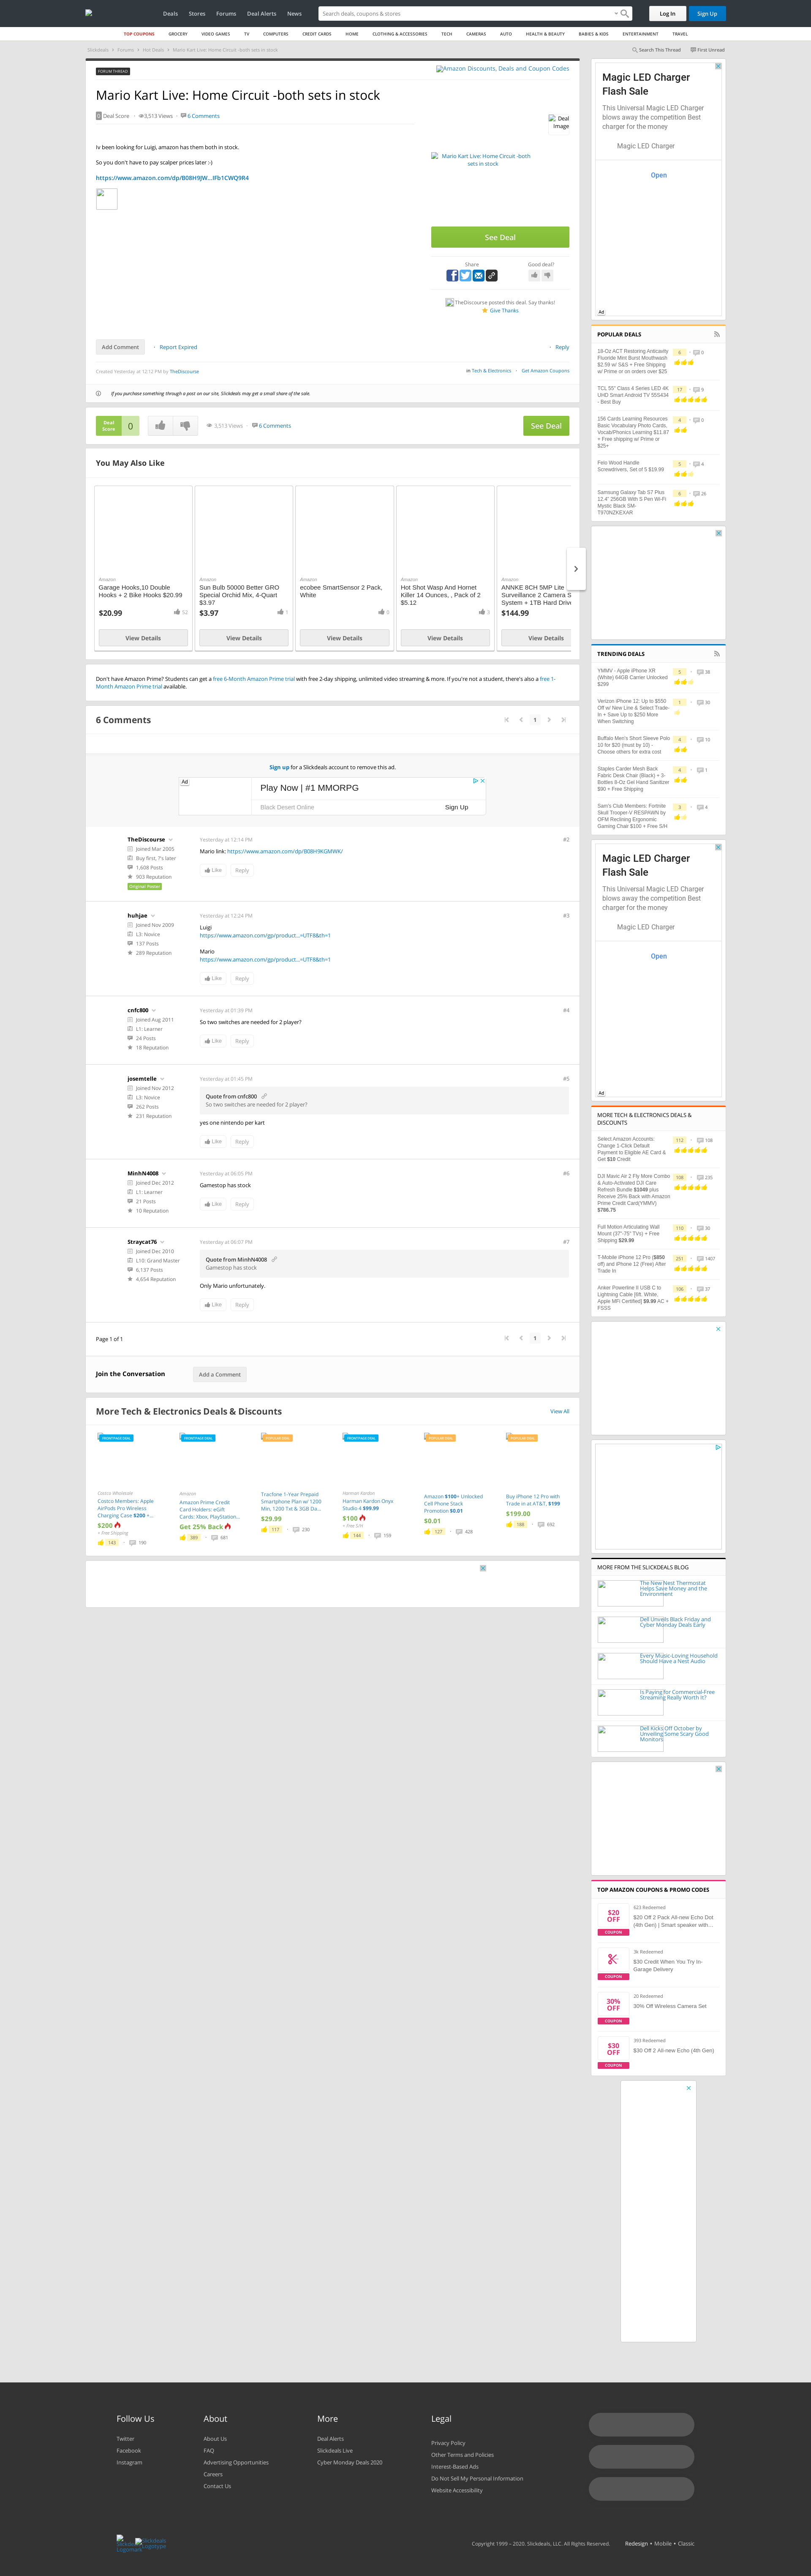 Deals
Stores
Forums
Deal Alerts
News
Search deals, coupons & stores
Log In
Sign Up
TOP COUPONS
GROCERY
VIDEO GAMES
TV
COMPUTERS
CREDIT CARDS
HOME
CLOTHING & ACCESSORIES
TECH
CAMERAS
AUTO
HEALTH & BEAUTY
BABIES & KIDS
ENTERTAINMENT
TRAVEL
Slickdeals > Forums > Hot Deals > Mario Kart Live: Home Circuit -both sets in stock
Search This Thread
First Unread
FORUM THREAD
Amazon Discounts, Deals and Coupon Codes
Mario Kart Live: Home Circuit -both sets in stock
0 Deal Score
3,513 Views
6 Comments
Deal Image
Iv been looking for Luigi, amazon has them both in stock.
So you don't have to pay scalper prices later :-)
https://www.amazon.com/dp/B08H9JW...lFb1CWQ9R4
Mario Kart Live: Home Circuit -both sets in stock
See Deal
Share
Good deal?
TheDiscourse posted this deal. Say thanks!
Give Thanks
Add Comment
Report Expired
Reply
Created Yesterday at 12:12 PM by TheDiscourse
in Tech & Electronics
Get Amazon Coupons
If you purchase something through a post on our site, Slickdeals may get a small share of the sale.
Deal Score
0
3,513 Views
6 Comments
See Deal
You May Also Like
Amazon
Garage Hooks,10 Double Hooks + 2 Bike Hooks $20.99
$20.99
52
View Details
Amazon
Sun Bulb 50000 Better GRO Special Orchid Mix, 4-Quart $3.97
$3.97
1
View Details
Amazon
ecobee SmartSensor 2 Pack, White
0
View Details
Amazon
Hot Shot Wasp And Hornet Killer 14 Ounces, , Pack of 2 $5.12
3
View Details
Amazon
ANNKE 8CH 5MP Lite Surveillance 2 Camera S System + 1TB Hard Drive
$144.99
View Details
Don't have Amazon Prime? Students can get a free 6-Month Amazon Prime trial with free 2-day shipping, unlimited video streaming & more. If you're not a student, there's also a free 1-Month Amazon Prime trial available.
6 Comments
1
Sign up for a Slickdeals account to remove this ad.
Ad
Play Now | #1 MMORPG
Black Desert Online
Sign Up
TheDiscourse
Joined Mar 2005
Buy first, ?'s later
1,608 Posts
903 Reputation
Original Poster
Yesterday at 12:14 PM
#2
Mario link: https://www.amazon.com/dp/B08H9KGMWK/
Like
Reply
huhjae
Joined Nov 2009
L3: Novice
137 Posts
289 Reputation
Yesterday at 12:24 PM
#3
Luigi
https://www.amazon.com/gp/product...=UTF8&th=1
Mario
https://www.amazon.com/gp/product...=UTF8&th=1
Like
Reply
cnfc800
Joined Aug 2011
L1: Learner
24 Posts
18 Reputation
Yesterday at 01:39 PM
#4
So two switches are needed for 2 player?
Like
Reply
josemtelle
Joined Nov 2012
L3: Novice
262 Posts
231 Reputation
Yesterday at 01:45 PM
#5
Quote from cnfc800
So two switches are needed for 2 player?
yes one nintendo per kart
Like
Reply
MinhN4008
Joined Dec 2012
L1: Learner
21 Posts
10 Reputation
Yesterday at 06:05 PM
#6
Gamestop has stock
Like
Reply
Straycat76
Joined Dec 2010
L10: Grand Master
6,137 Posts
4,654 Reputation
Yesterday at 06:07 PM
#7
Quote from MinhN4008
Gamestop has stock
Only Mario unfortunately.
Like
Reply
Page 1 of 1
1
Join the Conversation
Add a Comment
More Tech & Electronics Deals & Discounts
View All
FRONTPAGE DEAL
Costco Wholesale
Costco Members: Apple AirPods Pro Wireless Charging Case $200 +...
$200
+ Free Shipping
143
190
FRONTPAGE DEAL
Amazon
Amazon Prime Credit Card Holders: eGift Cards: Xbox, PlayStation...
Get 25% Back
389
681
POPULAR DEAL
Tracfone 1-Year Prepaid Smartphone Plan w/ 1200 Min, 1200 Txt & 3GB Da...
$29.99
117
230
FRONTPAGE DEAL
Harman Kardon
Harman Kardon Onyx Studio 4 $99.99
$100
+ Free S/H
144
159
POPULAR DEAL
Amazon $100+ Unlocked Cell Phone Stack Promotion $0.01
$0.01
127
428
POPULAR DEAL
Buy iPhone 12 Pro with Trade in at AT&T, $199
$199.00
188
692
Magic LED Charger Flash Sale
This Universal Magic LED Charger blows away the competition Best charger for the money
Magic LED Charger
Open
Ad
POPULAR DEALS
18-Oz ACT Restoring Anticavity Fluoride Mint Burst Mouthwash $2.59 w/ S&S + Free Shipping w/ Prime or on orders over $25
6
0
TCL 55" Class 4 Series LED 4K UHD Smart Android TV 55S434 - Best Buy
17
9
156 Cards Learning Resources Basic Vocabulary Photo Cards, Vocab/Phonics Learning $11.87 + Free shipping w/ Prime or $25+
4
0
Felo Wood Handle Screwdrivers, Set of 5 $19.99
5
4
Samsung Galaxy Tab S7 Plus 12.4" 256GB With S Pen Wi-Fi Mystic Black SM-T970NZKEXAR
6
26
TRENDING DEALS
YMMV - Apple iPhone XR (White) 64GB Carrier Unlocked $299
5
38
Verizon iPhone 12: Up to $550 Off w/ New Line & Select Trade-In + Save Up to $250 More When Switching
1
30
Buffalo Men's Short Sleeve Polo 10 for $20 (must by 10) - Choose others for extra cost
4
10
Staples Carder Mesh Back Fabric Desk Chair (Black) + 3-Bottles 8-Oz Gel Hand Sanitizer $90 + Free Shipping
4
1
Sam's Club Members: Fortnite Skull Trooper-V RESPAWN by OFM Reclining Ergonomic Gaming Chair $100 + Free S/H
3
4
Magic LED Charger Flash Sale
This Universal Magic LED Charger blows away the competition Best charger for the money
Magic LED Charger
Open
Ad
MORE TECH & ELECTRONICS DEALS & DISCOUNTS
Select Amazon Accounts: Change 1-Click Default Payment to Eligible AE Card & Get $10 Credit
112
108
DJI Mavic Air 2 Fly More Combo & Auto-Activated DJI Care Refresh Bundle $1049 plus Receive 25% Back with Amazon Prime Credit Card(YMMV) $786.75
108
235
Full Motion Articulating Wall Mount (37"-75" TVs) + Free Shipping $29.99
110
30
T-Mobile iPhone 12 Pro ($850 off) and iPhone 12 (Free) After Trade In
251
1407
Anker Powerline II USB C to Lightning Cable [6ft, White, Apple MFi Certified] $9.99 AC + FSSS
106
37
MORE FROM THE SLICKDEALS BLOG
The New Nest Thermostat Helps Save Money and the Environment
Dell Unveils Black Friday and Cyber Monday Deals Early
Every Music-Loving Household Should Have a Nest Audio
Is Paying for Commercial-Free Streaming Really Worth It?
Dell Kicks Off October by Unveiling Some Scary Good Monitors
TOP AMAZON COUPONS & PROMO CODES
$20 OFF
COUPON
623 Redeemed
$20 Off 2 Pack All-new Echo Dot (4th Gen) | Smart speaker with...
COUPON
3k Redeemed
$30 Credit When You Try In-Garage Delivery
30% OFF
COUPON
20 Redeemed
30% Off Wireless Camera Set
$30 OFF
COUPON
393 Redeemed
$30 Off 2 All-new Echo (4th Gen)
Follow Us
Twitter
Facebook
Instagram
About
About Us
FAQ
Advertising Opportunities
Careers
Contact Us
More
Deal Alerts
Slickdeals Live
Cyber Monday Deals 2020
Legal
Privacy Policy
Other Terms and Policies
Interest-Based Ads
Do Not Sell My Personal Information
Website Accessibility
Copyright 1999 – 2020. Slickdeals, LLC. All Rights Reserved.
Redesign • Mobile • Classic